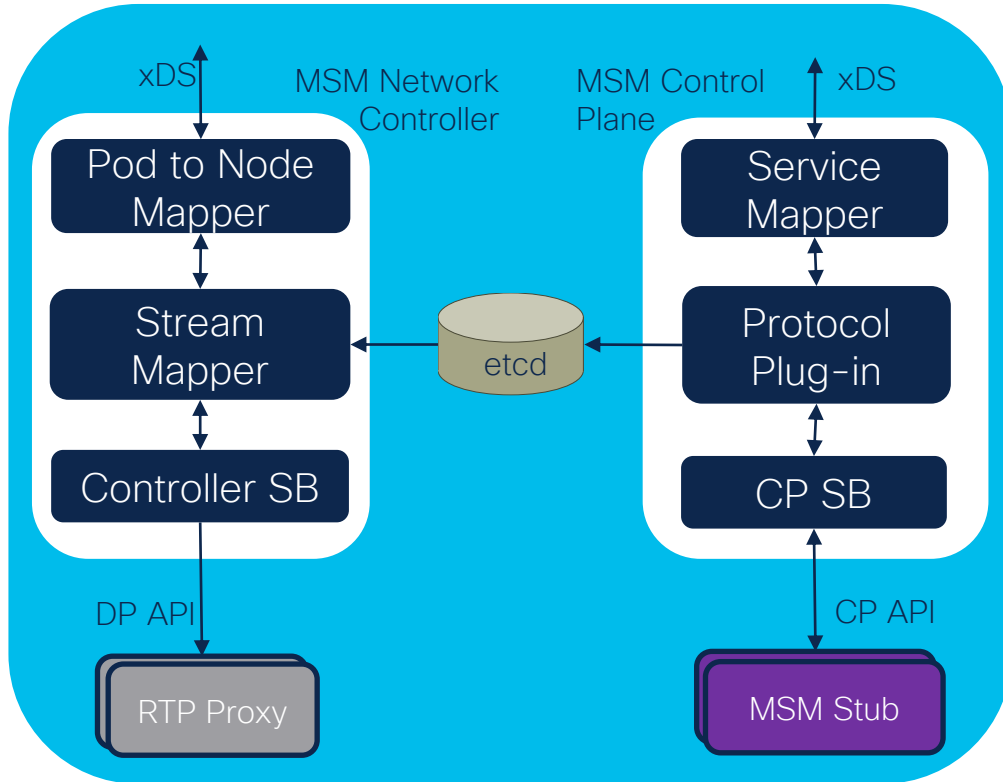 xDS
MSM Network
Controller
MSM Control
Plane
xDS
Pod to Node
Mapper
Service
Mapper
Stream
Mapper
etcd
Protocol
Plug-in
Controller SB
CP SB
DP API
CP API
RTP Proxy
MSM Stub